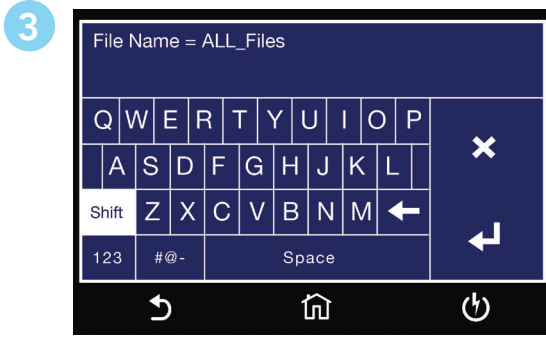 3
File Name = ALL_Files
Q W E R T Y U I O P
A S D F G H J K L
Shift Z X C V B N M
123 #@- Space